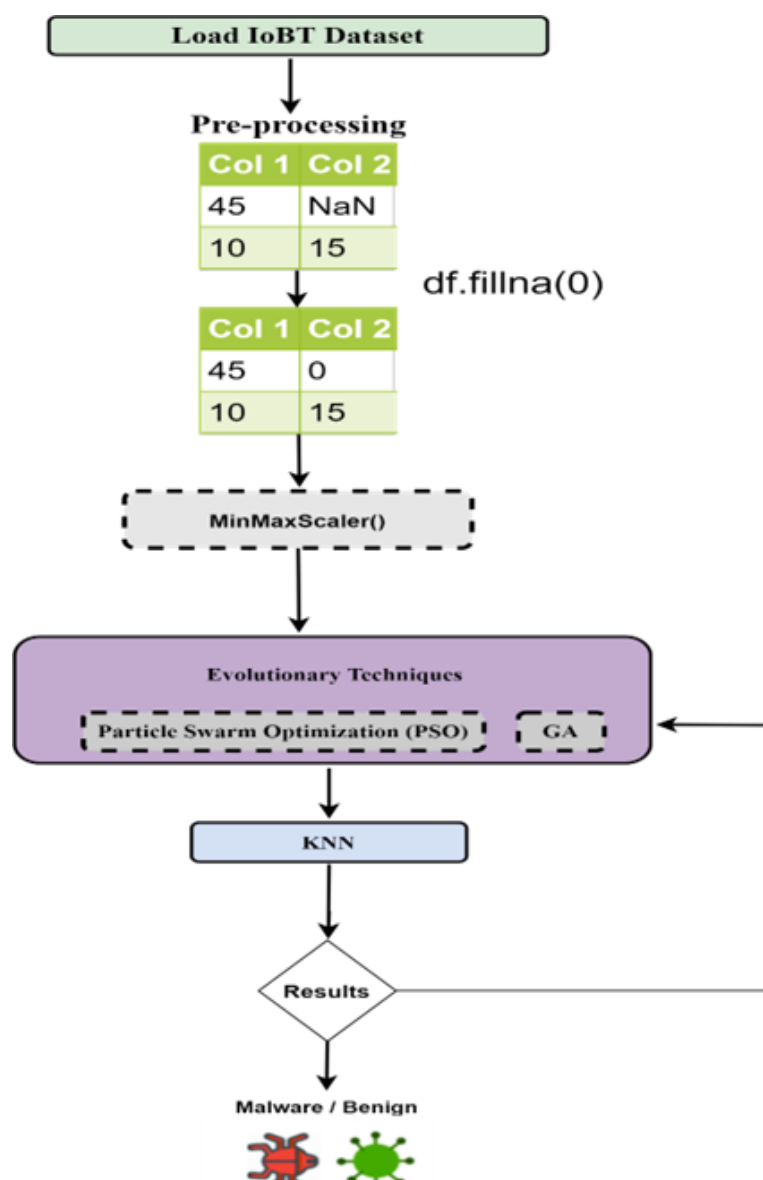 Load IoBT Dataset
Pre-processing
Col 1 Col 2
45 NaN
10 15
df.fillna(0)
Col 1 Col 2
45 0
10 15
MinMaxScaler()
Evolutionary Techniques
Particle Swarm Optimization (PSO) GA
KNN
Results
Malware / Benign